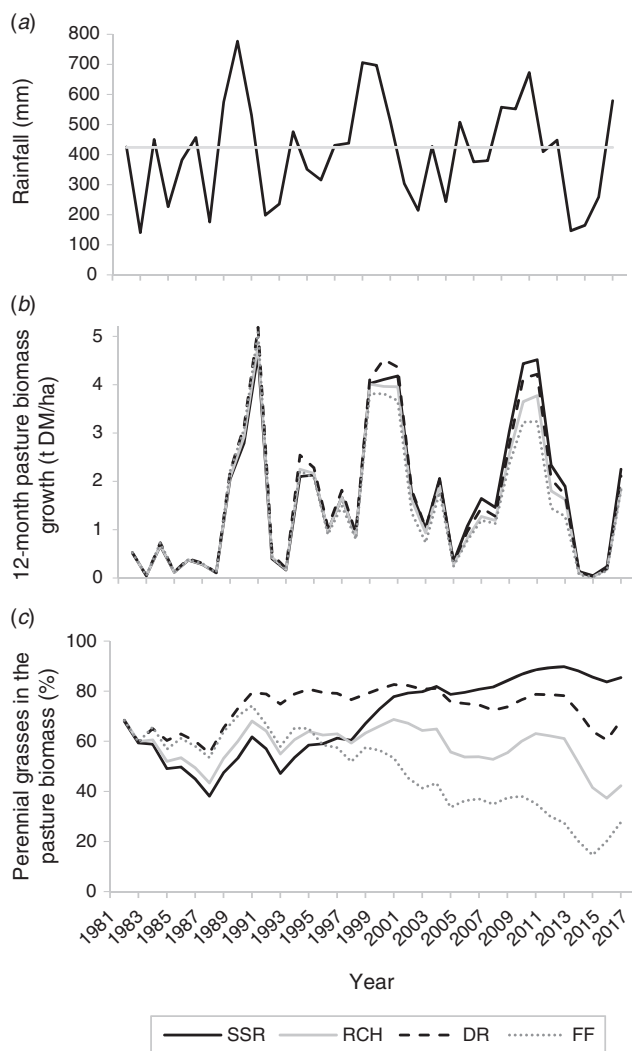 (a)
Rainfall (mm)
800
700
600
500
400
300
200
100
0
(b)
12-month pasture biomass
growth (t DM/ha)
5
4
3
2
1
0
(c)
Perennial grasses in the
pasture biomass (%)
100
80
60
40
20
0
1981 1983 1985 1987 1989 1991 1993 1995 1997 1999 2001 2003 2005 2007 2009 2011 2013 2015 2017
Year
SSR RCH DR FF